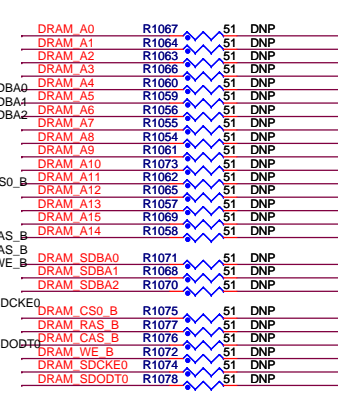 DRAM_A0 R1067 51 DNP
DRAM_A1 R1064 51 DNP
DRAM_A2 R1063 51 DNP
DRAM_A3 R1066 51 DNP
DBA0 DRAM_A4 R1060 51 DNP
DBA1 DRAM_A5 R1059 51 DNP
DBA2 DRAM_A6 R1056 51 DNP
DRAM_A7 R1055 51 DNP
DRAM_A8 R1054 51 DNP
DRAM_A9 R1061 51 DNP
DRAM_A10 R1073 51 DNP
S0_B DRAM_A11 R1062 51 DNP
DRAM_A12 R1065 51 DNP
DRAM_A13 R1057 51 DNP
DRAM_A15 R1069 51 DNP
AS_B DRAM_A14 R1058 51 DNP
AS_B
WE_B DRAM_SDBA0 R1071 51 DNP
DRAM_SDBA1 R1068 51 DNP
DRAM_SDBA2 R1070 51 DNP
DCKE0
DRAM_CS0_B R1075 51 DNP
DRAM_RAS_B R1077 51 DNP
DODT0 DRAM_CAS_B R1076 51 DNP
DRAM_WE_B R1072 51 DNP
DRAM_SDCKE0 R1074 51 DNP
DRAM_SDODT0 R1078 51 DNP